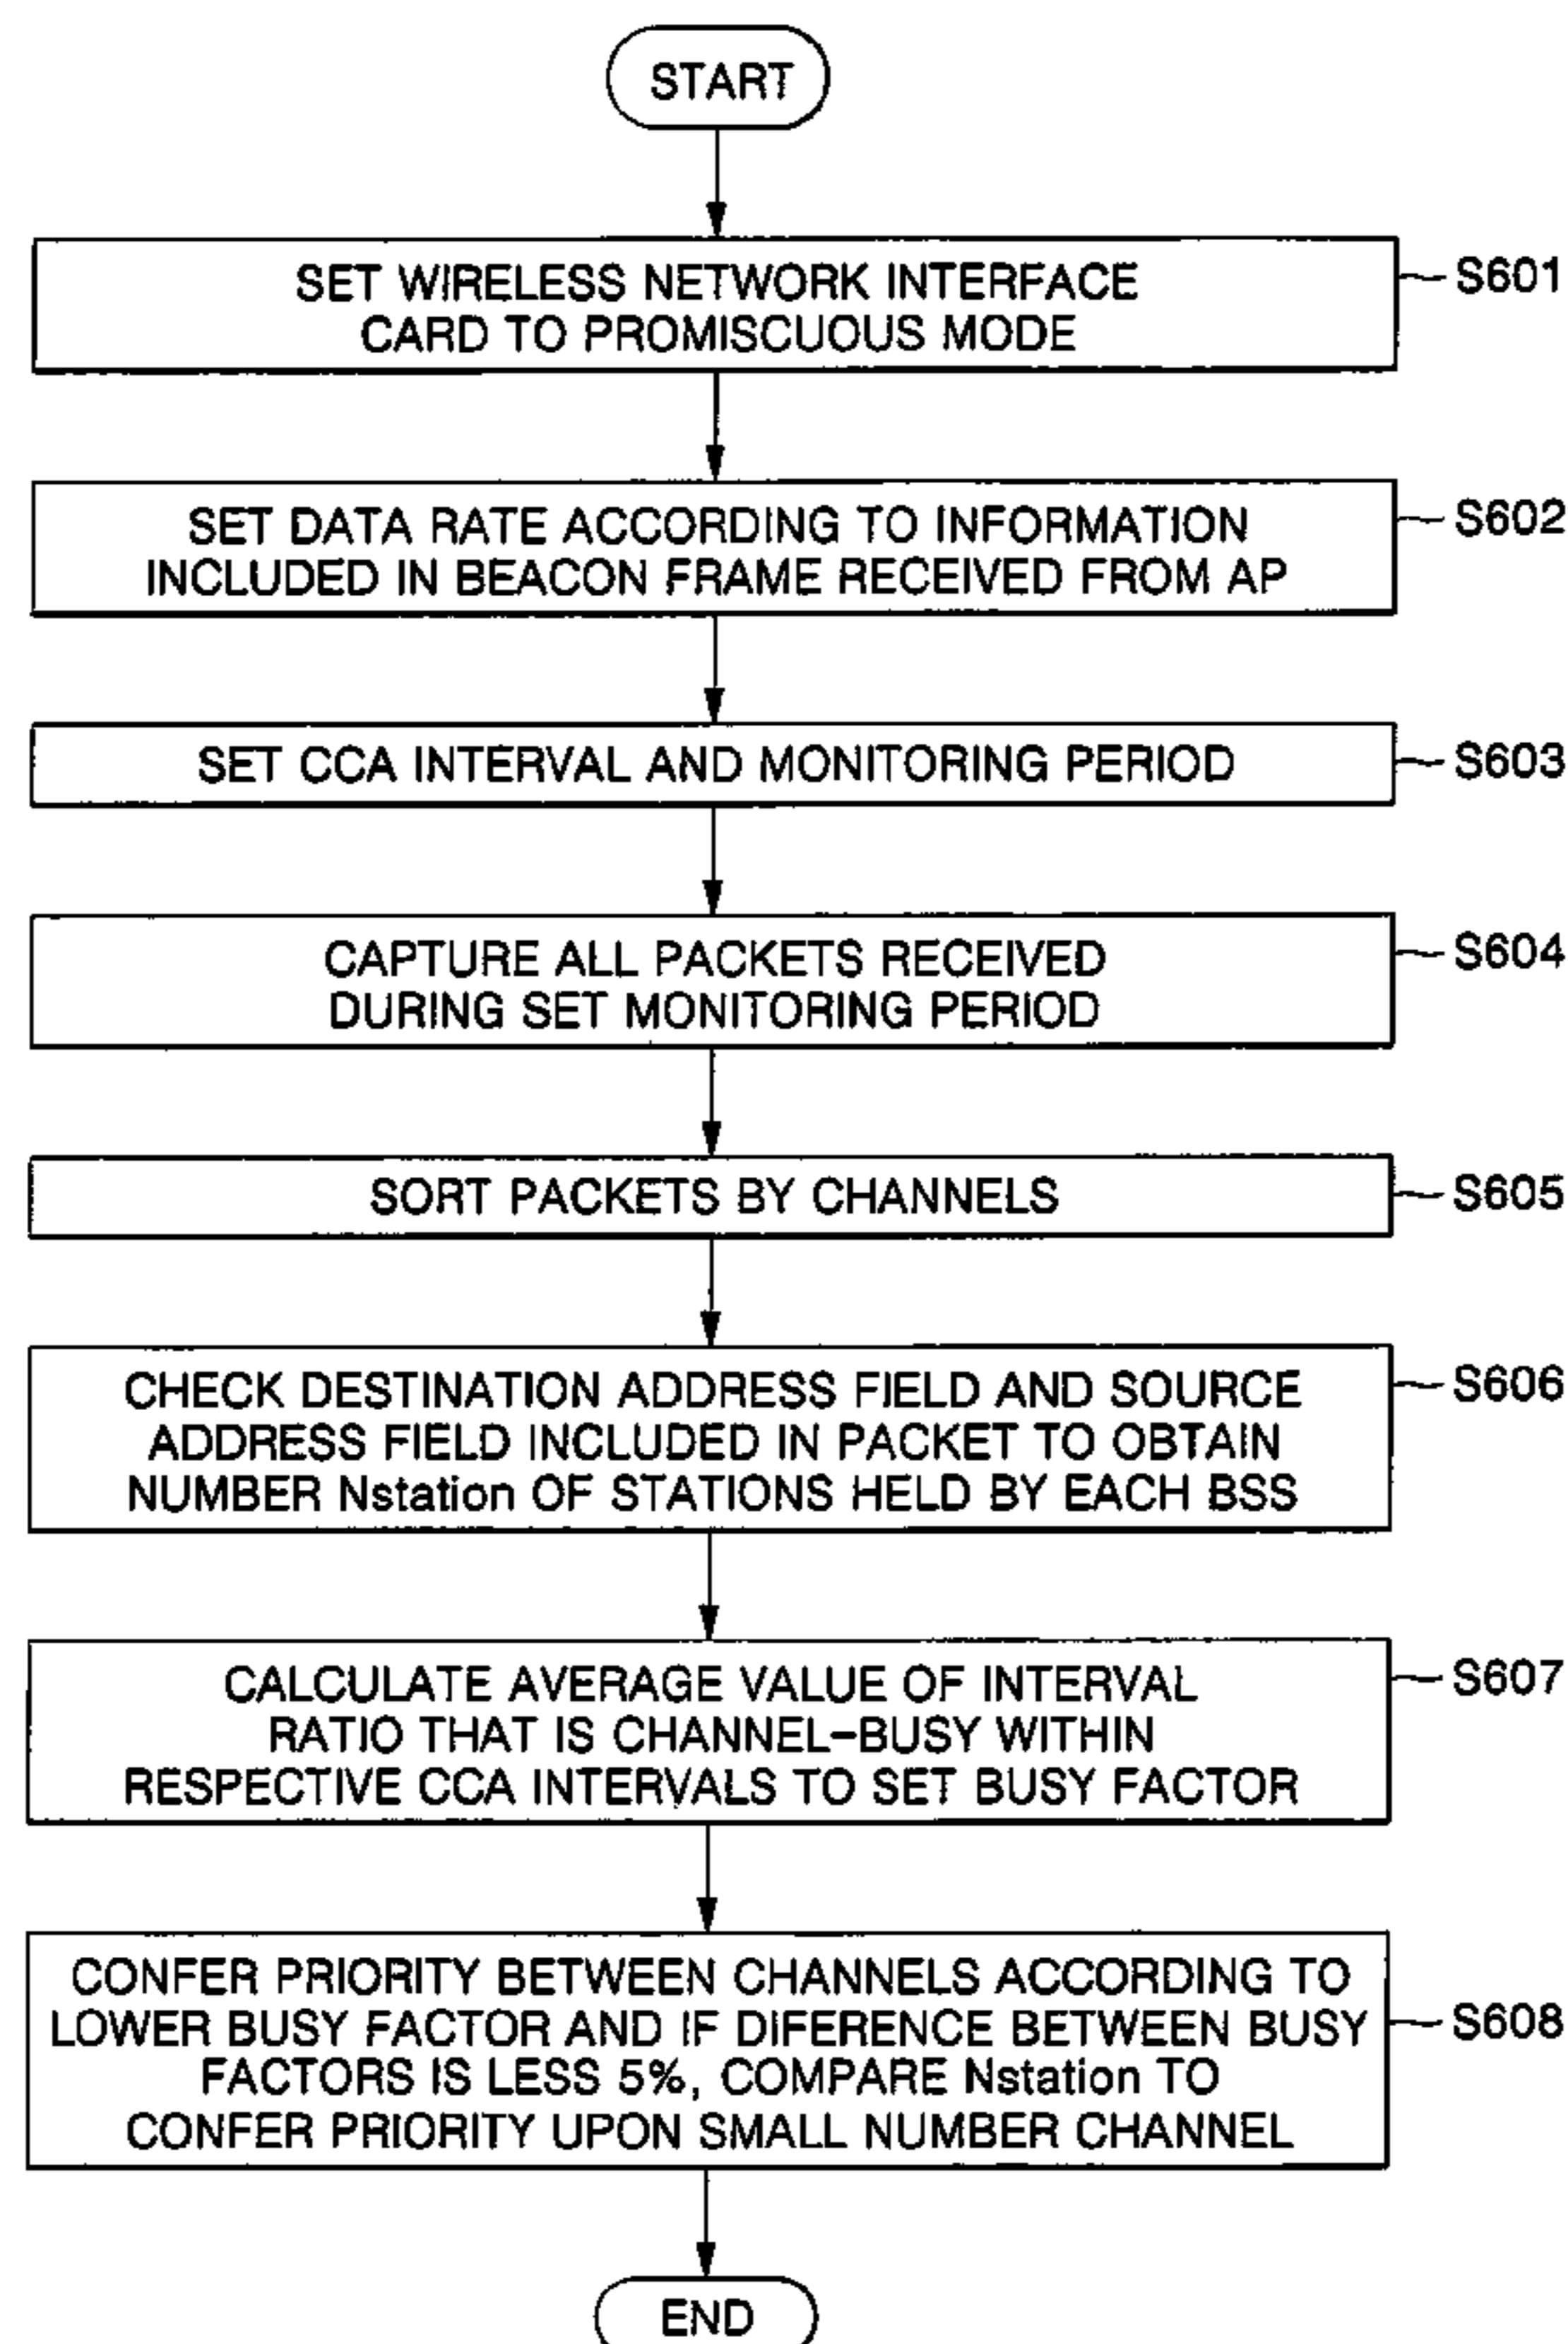 START
SET WIRELESS NETWORK INTERFACE
CARD TO PROMISCUOUS MODE
S601
SET DATA RATE ACCORDING TO INFORMATION
INCLUDED IN BEACON FRAME RECEIVED FROM AP
S602
SET CCA INTERVAL AND MONITORING PERIOD
S603
CAPTURE ALL PACKETS RECEIVED
DURING SET MONITORING PERIOD
S604
SORT PACKETS BY CHANNELS
S605
CHECK DESTINATION ADDRESS FIELD AND SOURCE
ADDRESS FIELD INCLUDED IN PACKET TO OBTAIN
NUMBER Nstation OF STATIONS HELD BY EACH BSS
S606
CALCULATE AVERAGE VALUE OF INTERVAL
RATIO THAT IS CHANNEL-BUSY WITHIN
RESPECTIVE CCA INTERVALS TO SET BUSY FACTOR
S607
CONFER PRIORITY BETWEEN CHANNELS ACCORDING TO
LOWER BUSY FACTOR AND IF DIFERENCE BETWEEN BUSY
FACTORS IS LESS 5%, COMPARE Nstation TO
CONFER PRIORITY UPON SMALL NUMBER CHANNEL
S608
END